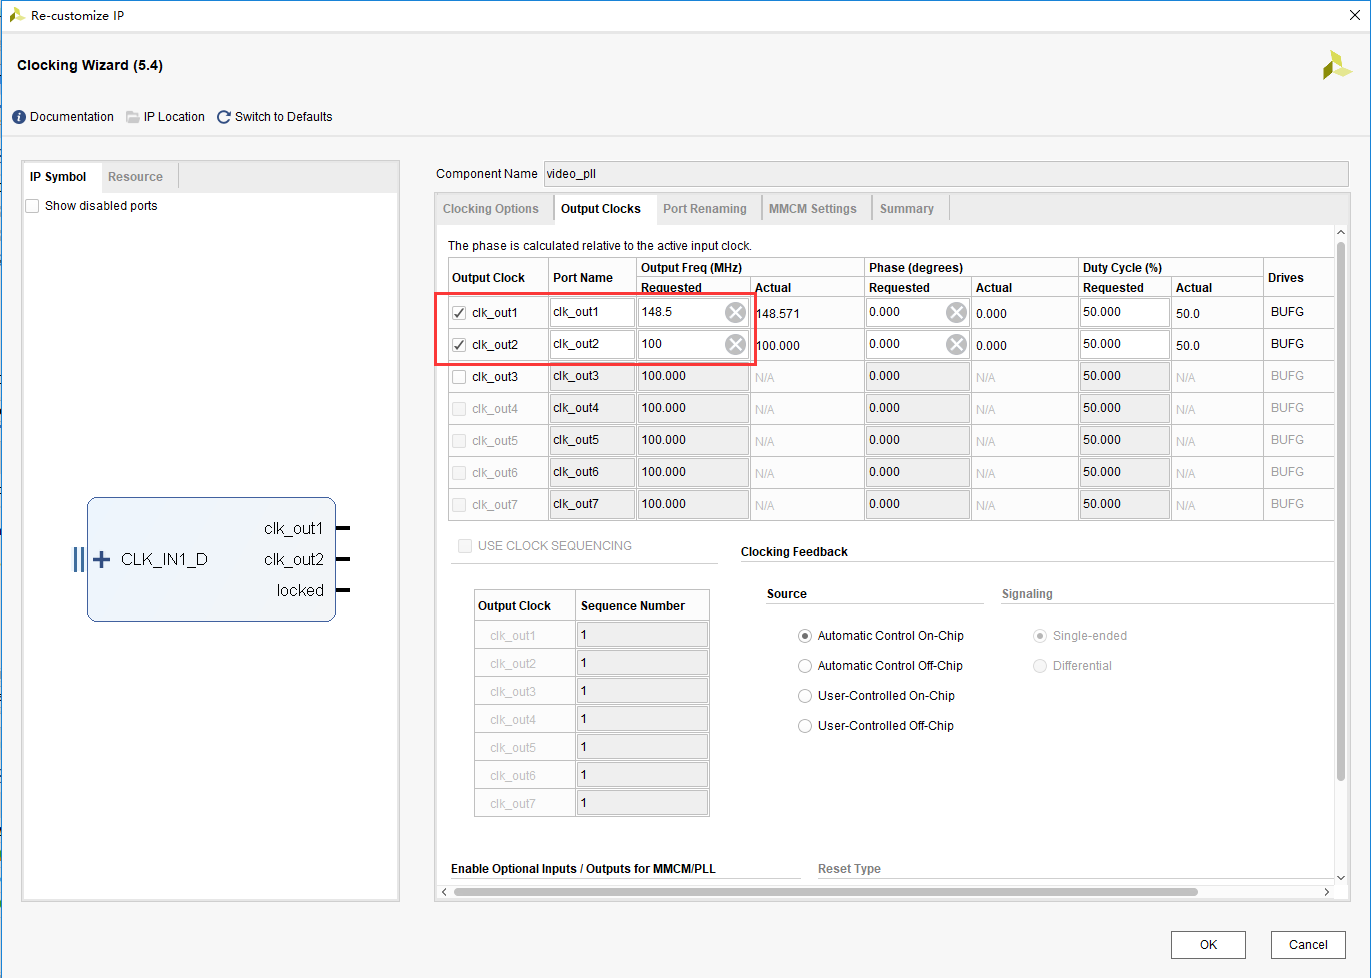 Re-customize IP
Clocking Wizard (5.4)
Documentation IP Location Switch to Defaults
IP Symbol Resource
Show disabled ports
CLK_IN1_D
clk_out1
clk_out2
locked
Component Name video_pll
Clocking Options Output Clocks Port Renaming MMCM Settings Summary
The phase is calculated relative to the active input clock.
Output Clock Port Name Output Freq (MHz) Phase (degrees) Duty Cycle (%) Drives
Requested Actual Requested Actual Requested Actual
clk_out1 clk_out1 148.5 148.571 0.000 0.000 50.000 50.0 BUFG
clk_out2 clk_out2 100 100.000 0.000 0.000 50.000 50.0 BUFG
clk_out3 clk_out3 100.000 N/A 0.000 N/A 50.000 N/A BUFG
clk_out4 clk_out4 100.000 N/A 0.000 N/A 50.000 N/A BUFG
clk_out5 clk_out5 100.000 N/A 0.000 N/A 50.000 N/A BUFG
clk_out6 clk_out6 100.000 N/A 0.000 N/A 50.000 N/A BUFG
clk_out7 clk_out7 100.000 N/A 0.000 N/A 50.000 N/A BUFG
USE CLOCK SEQUENCING
Output Clock Sequence Number
clk_out1 1
clk_out2 1
clk_out3 1
clk_out4 1
clk_out5 1
clk_out6 1
clk_out7 1
Clocking Feedback
Source Signaling
Automatic Control On-Chip Single-ended
Automatic Control Off-Chip Differential
User-Controlled On-Chip
User-Controlled Off-Chip
Enable Optional Inputs / Outputs for MMCM/PLL Reset Type
OK Cancel